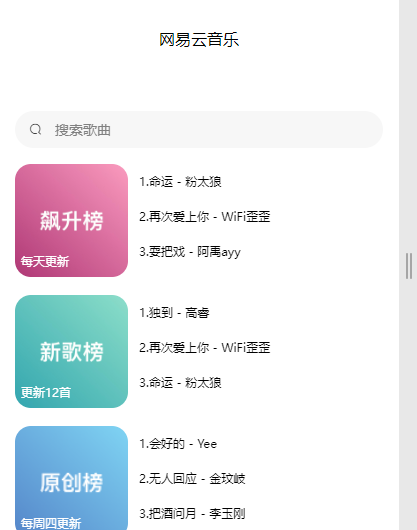 网易云音乐
搜索歌曲
飙升榜
每天更新
1.命运 - 粉太狼
2.再次爱上你 - WiFi歪歪
3.耍把戏 - 阿禹ayy
新歌榜
更新12首
1.独到 - 高睿
2.再次爱上你 - WiFi歪歪
3.命运 - 粉太狼
原创榜
每周四更新
1.会好的 - Yee
2.无人回应 - 金玟岐
3.把酒问月 - 李玉刚